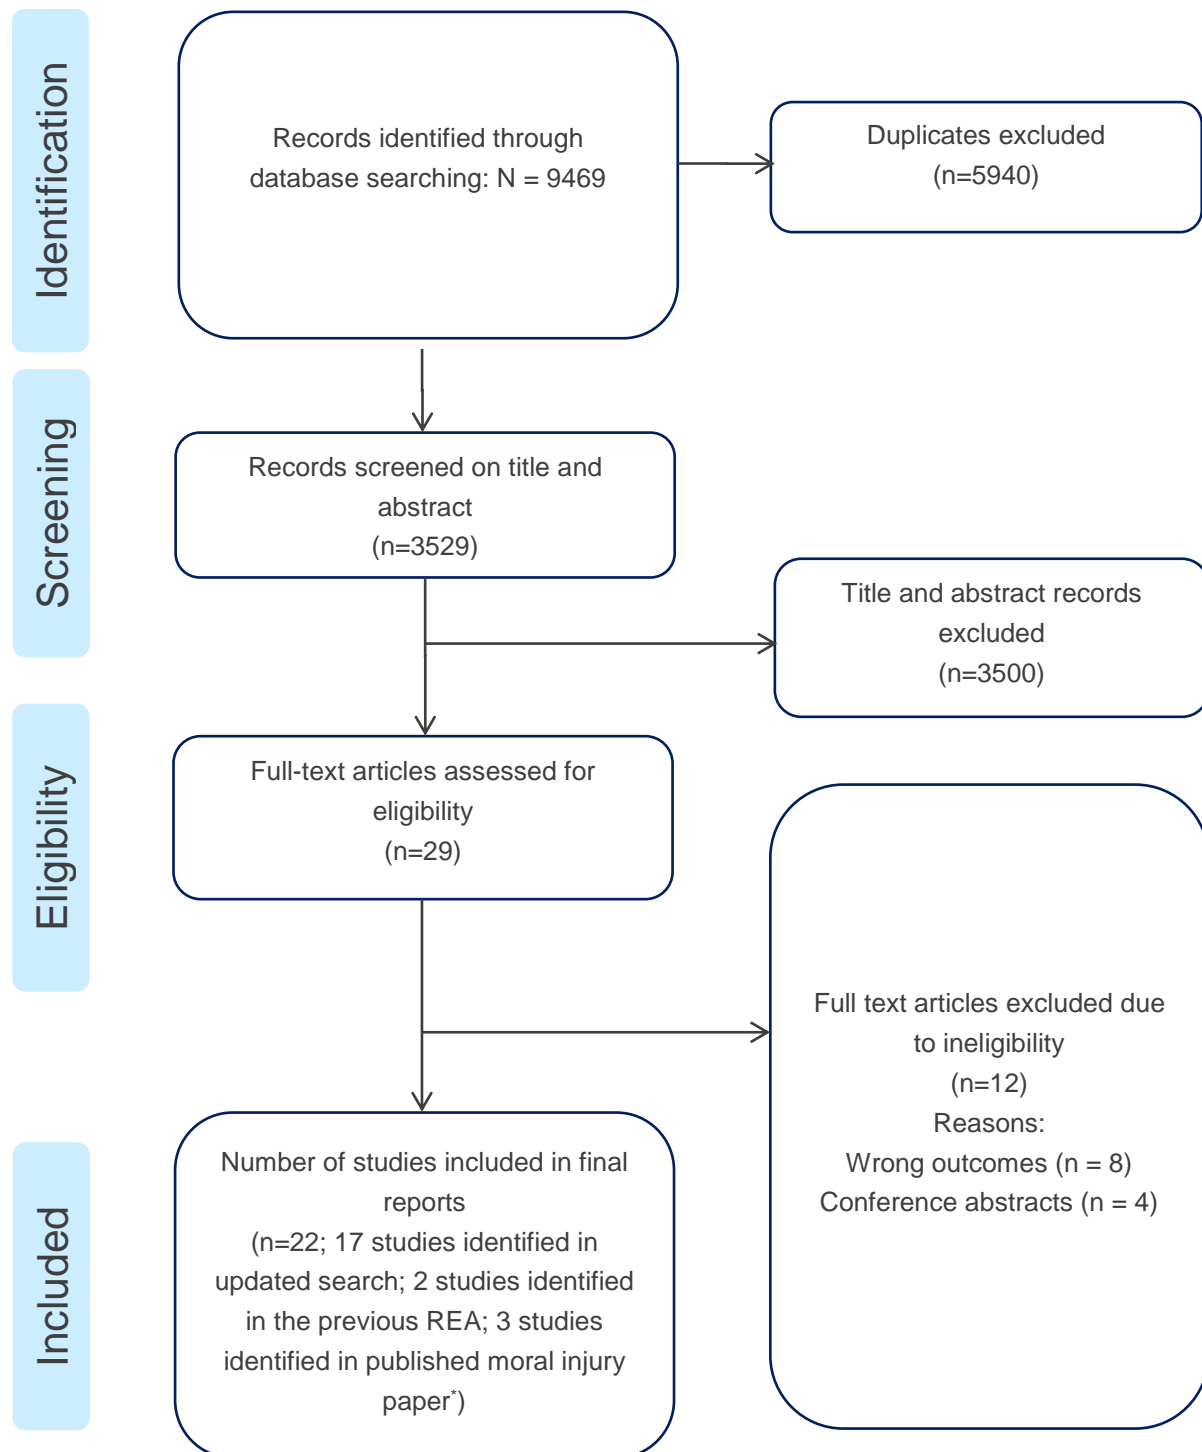 Identification
Records identified through
database searching: N = 9469
Duplicates excluded
(n=5940)
Screening
Records screened on title and
abstract
(n=3529)
Title and abstract records
excluded
(n=3500)
Eligibility
Full-text articles assessed for
eligibility
(n=29)
Full text articles excluded due
to ineligibility
(n=12)
Reasons:
Wrong outcomes (n = 8)
Conference abstracts (n = 4)
Included
Number of studies included in final
reports
(n=22; 17 studies identified in
updated search; 2 studies identified
in the previous REA; 3 studies
identified in published moral injury
paper*)